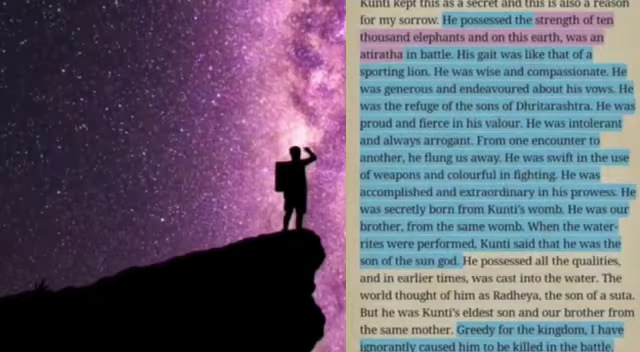 Kunti kept this as a secret and this is also a reason
for my sorrow. He possessed the strength of ten
thousand elephants and on this earth, was an
atiratha in battle. His gait was like that of a
sporting lion. He was wise and compassionate. He
was generous and endeavoured about his vows. He
was the refuge of the sons of Dhritarashtra. He was
proud and fierce in his valour. He was intolerant
and always arrogant. From one encounter to
another, he flung us away. He was swift in the use
of weapons and colourful in fighting. He was
accomplished and extraordinary in his prowess. He
was secretly born from Kunti's womb. He was our
brother, from the same womb. When the water-
rites were performed, Kunti said that he was the
son of the sun god. He possessed all the qualities,
and in earlier times, was cast into the water. The
world thought of him as Radheya, the son of a suta.
But he was Kunti's eldest son and our brother from
the same mother. Greedy for the kingdom, I have
ignorantly caused him to be killed in the battle.